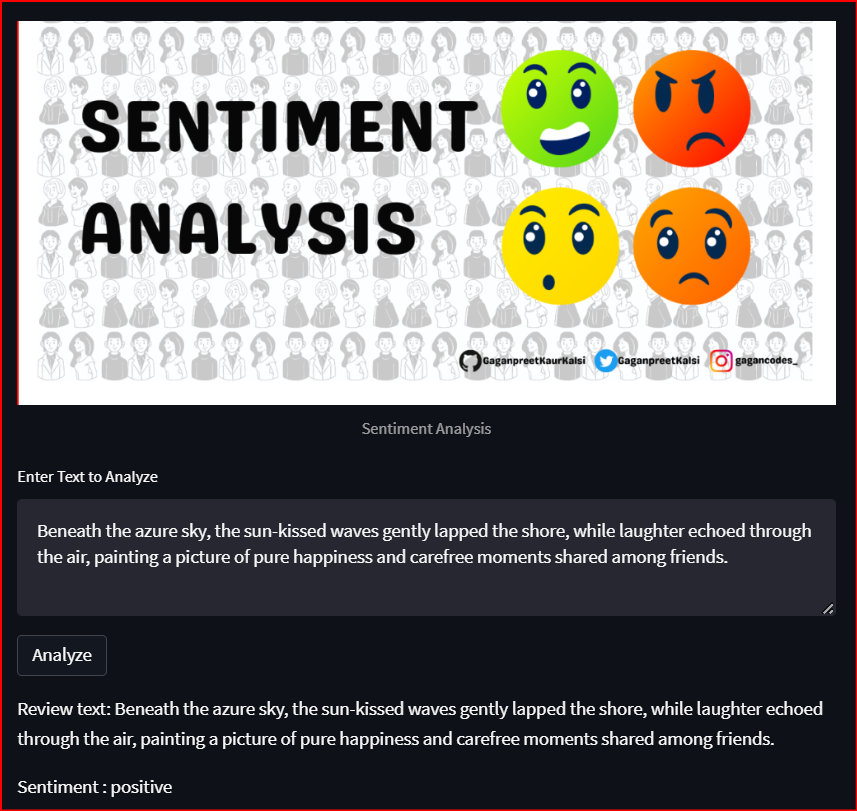 SENTIMENT
ANALYSIS
GaganpreetKaurKalsi GaganpreetKalsi gagancodes_
Sentiment Analysis
Enter Text to Analyze
Beneath the azure sky, the sun-kissed waves gently lapped the shore, while laughter echoed through
the air, painting a picture of pure happiness and carefree moments shared among friends.
Analyze
Review text: Beneath the azure sky, the sun-kissed waves gently lapped the shore, while laughter echoed
through the air, painting a picture of pure happiness and carefree moments shared among friends.
Sentiment : positive